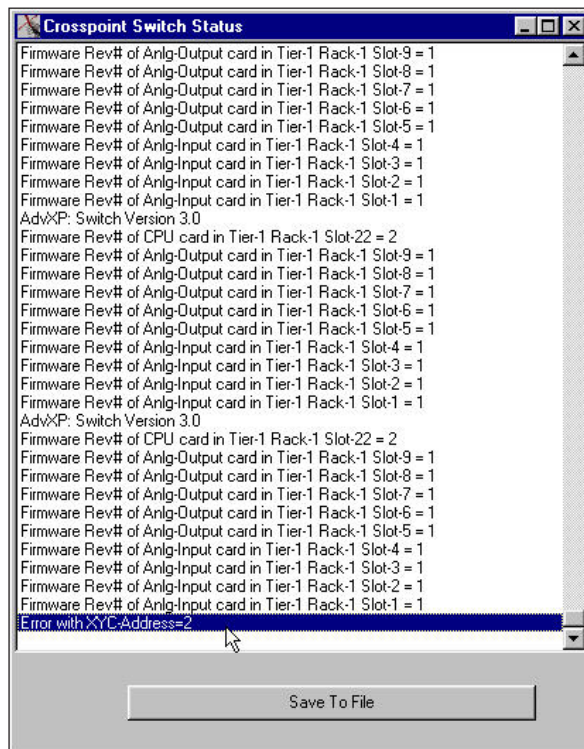 Crosspoint Switch Status
Firmware Rev# of Anlg-Output card in Tier-1 Rack-1 Slot-9 = 1
Firmware Rev# of Anlg-Output card in Tier-1 Rack-1 Slot-8 = 1
Firmware Rev# of Anlg-Output card in Tier-1 Rack-1 Slot-7 = 1
Firmware Rev# of Anlg-Output card in Tier-1 Rack-1 Slot-6 = 1
Firmware Rev# of Anlg-Output card in Tier-1 Rack-1 Slot-5 = 1
Firmware Rev# of Anlg-Input card in Tier-1 Rack-1 Slot-4 = 1
Firmware Rev# of Anlg-Input card in Tier-1 Rack-1 Slot-3 = 1
Firmware Rev# of Anlg-Input card in Tier-1 Rack-1 Slot-2 = 1
Firmware Rev# of Anlg-Input card in Tier-1 Rack-1 Slot-1 = 1
AdvXP: Switch Version 3.0
Firmware Rev# of CPU card in Tier-1 Rack-1 Slot-22 = 2
Firmware Rev# of Anlg-Output card in Tier-1 Rack-1 Slot-9 = 1
Firmware Rev# of Anlg-Output card in Tier-1 Rack-1 Slot-8 = 1
Firmware Rev# of Anlg-Output card in Tier-1 Rack-1 Slot-7 = 1
Firmware Rev# of Anlg-Output card in Tier-1 Rack-1 Slot-6 = 1
Firmware Rev# of Anlg-Output card in Tier-1 Rack-1 Slot-5 = 1
Firmware Rev# of Anlg-Input card in Tier-1 Rack-1 Slot-4 = 1
Firmware Rev# of Anlg-Input card in Tier-1 Rack-1 Slot-3 = 1
Firmware Rev# of Anlg-Input card in Tier-1 Rack-1 Slot-2 = 1
Firmware Rev# of Anlg-Input card in Tier-1 Rack-1 Slot-1 = 1
AdvXP: Switch Version 3.0
Firmware Rev# of CPU card in Tier-1 Rack-1 Slot-22 = 2
Firmware Rev# of Anlg-Output card in Tier-1 Rack-1 Slot-9 = 1
Firmware Rev# of Anlg-Output card in Tier-1 Rack-1 Slot-8 = 1
Firmware Rev# of Anlg-Output card in Tier-1 Rack-1 Slot-7 = 1
Firmware Rev# of Anlg-Output card in Tier-1 Rack-1 Slot-6 = 1
Firmware Rev# of Anlg-Output card in Tier-1 Rack-1 Slot-5 = 1
Firmware Rev# of Anlg-Input card in Tier-1 Rack-1 Slot-4 = 1
Firmware Rev# of Anlg-Input card in Tier-1 Rack-1 Slot-3 = 1
Firmware Rev# of Anlg-Input card in Tier-1 Rack-1 Slot-2 = 1
Firmware Rev# of Anlg-Input card in Tier-1 Rack-1 Slot-1 = 1
Error with XYC-Address=2
Save To File